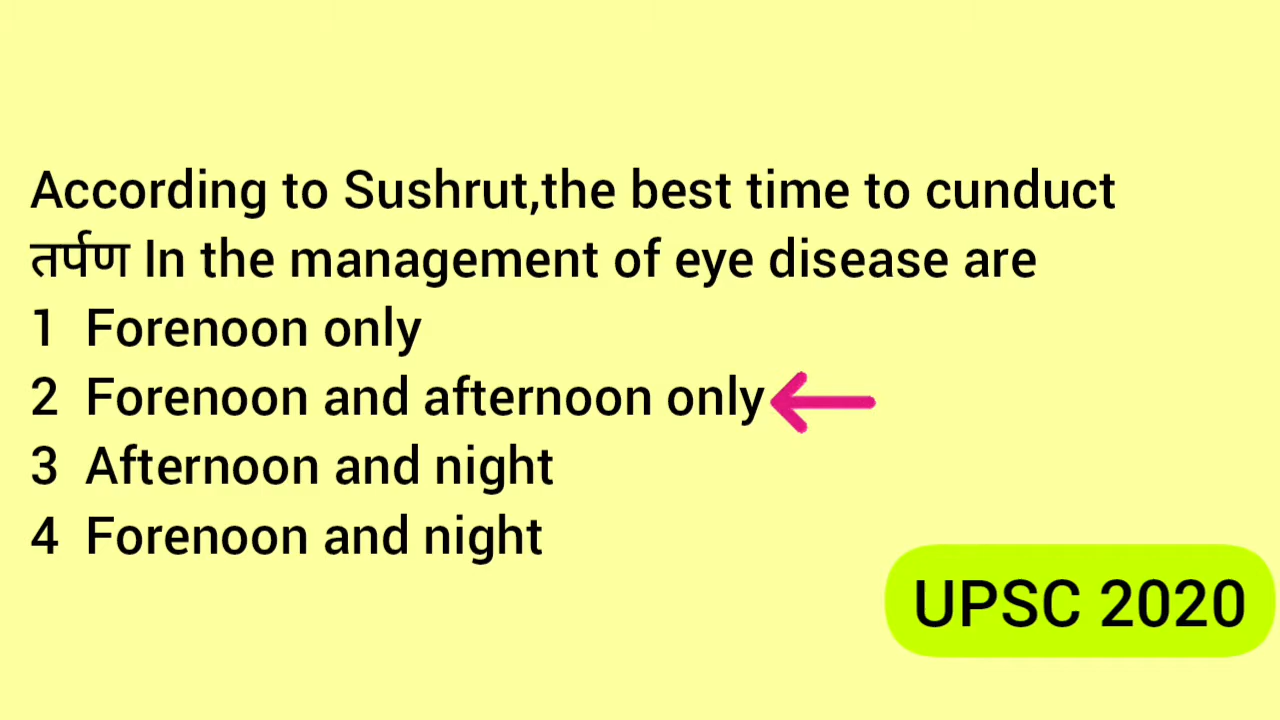 According to Sushrut,the best time to cunduct
तर्पण In the management of eye disease are
1 Forenoon only
2 Forenoon and afternoon only
3 Afternoon and night
4 Forenoon and night
UPSC 2020